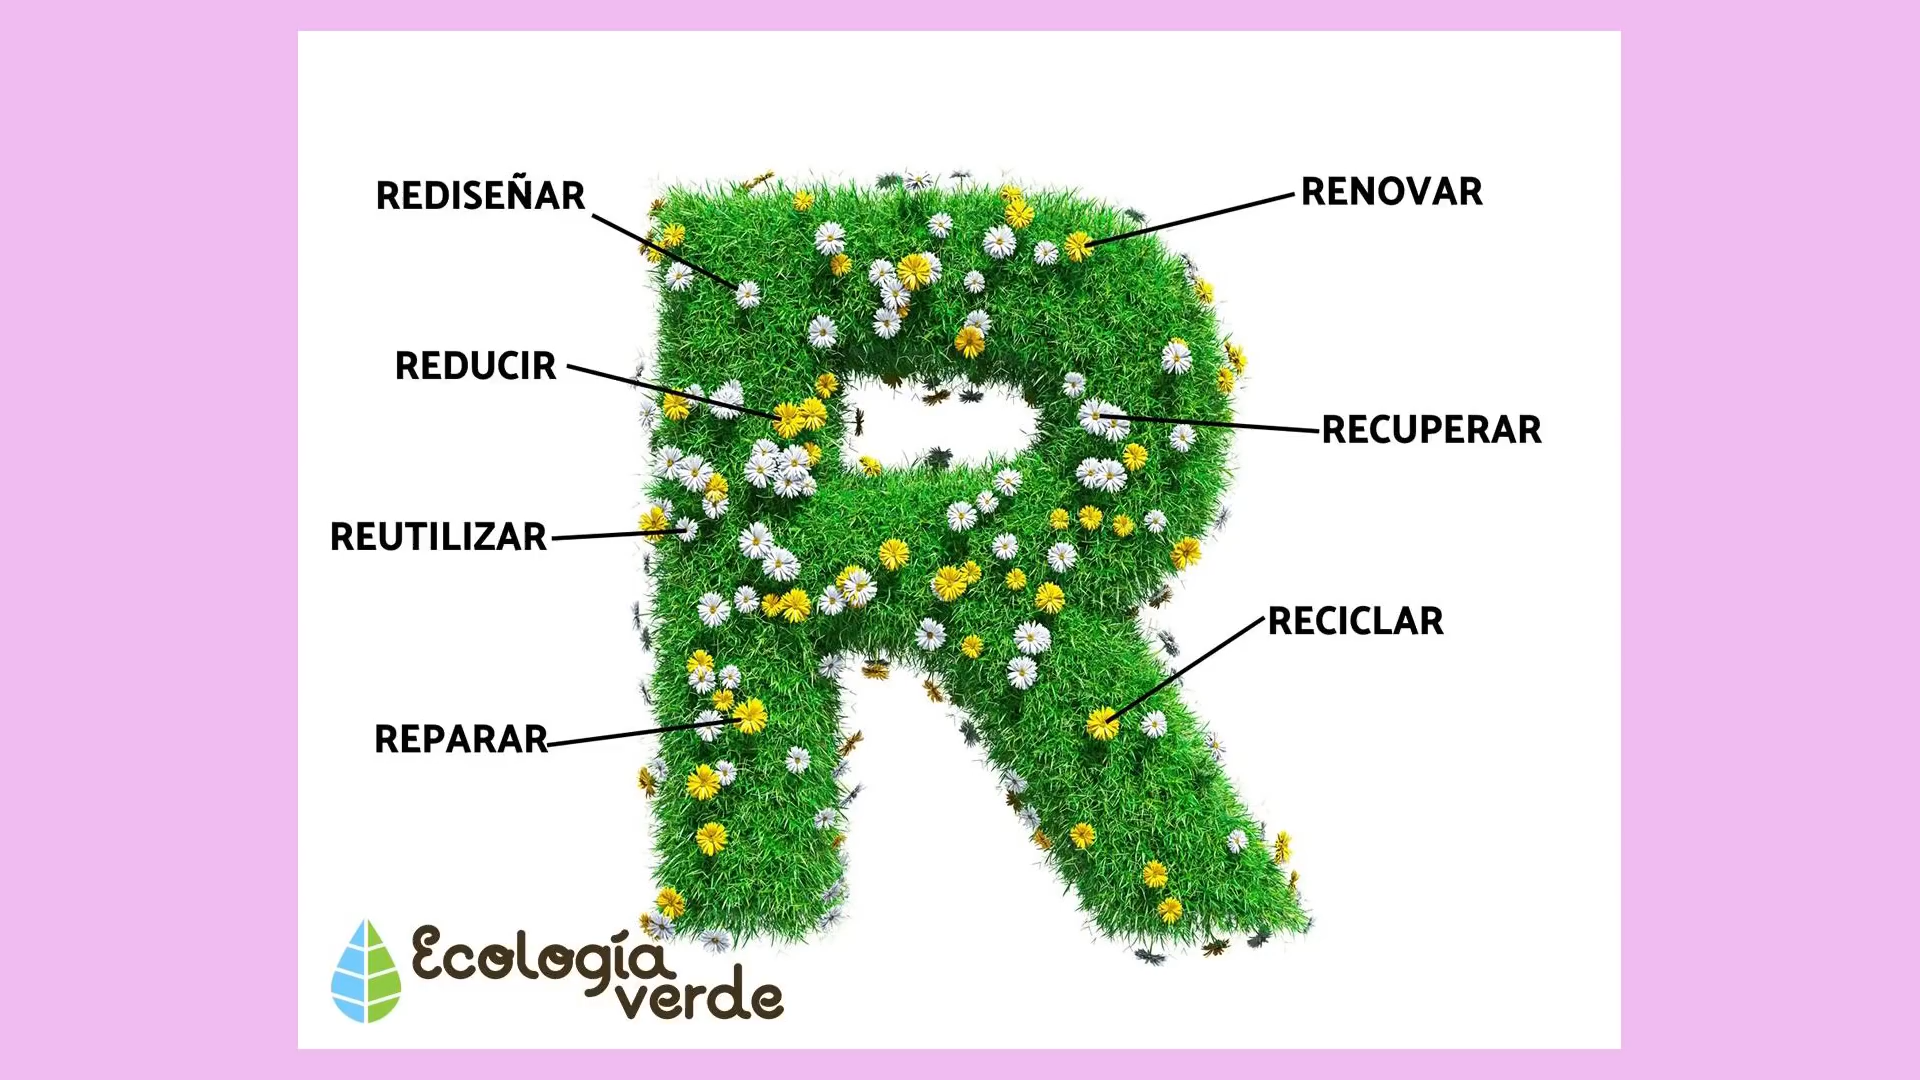 REDISEÑAR
RENOVAR
REDUCIR
RECUPERAR
REUTILIZAR
RECICLAR
REPARAR
Ecología
verde